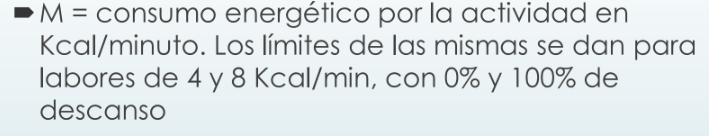 M = consumo energético por la actividad en
Kcal/minuto. Los límites de las mismas se dan para
labores de 4 y 8 Kcal/min, con 0% y 100% de
descanso